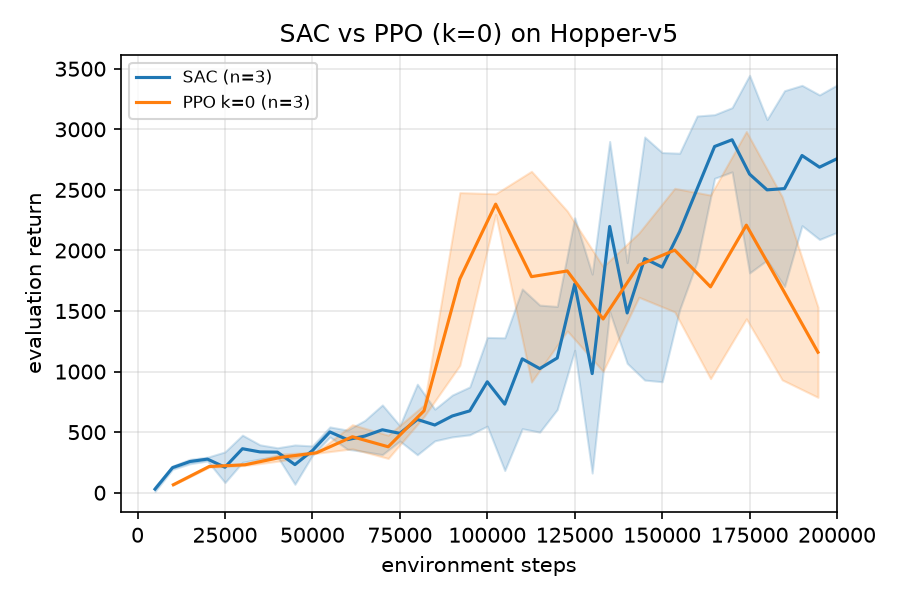 SAC vs PPO (k=0) on Hopper-v5
SAC (n=3)
PPO k=0 (n=3)
evaluation return
3500
3000
2500
2000
1500
1000
500
0
0 25000 50000 75000 100000 125000 150000 175000 200000
environment steps